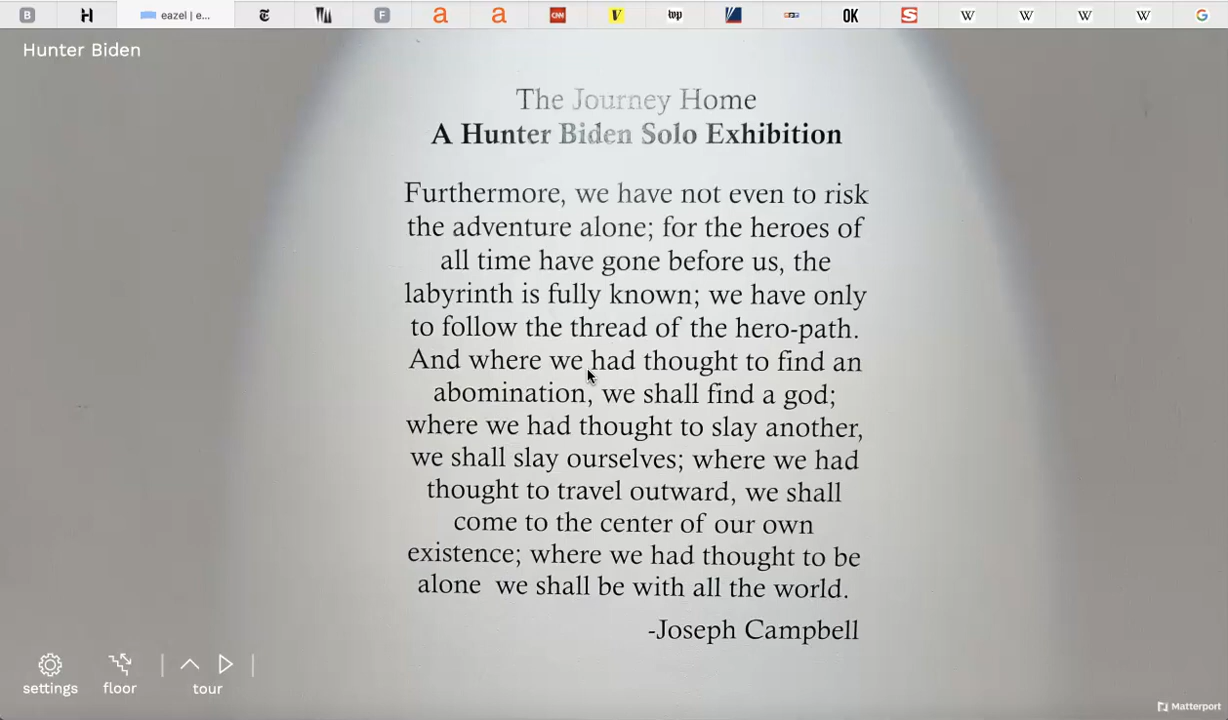 B H eazel | e... T F a a CNN V wp OK S W W W W G
Hunter Biden
The Journey Home
A Hunter Biden Solo Exhibition
Furthermore, we have not even to risk
the adventure alone; for the heroes of
all time have gone before us, the
labyrinth is fully known; we have only
to follow the thread of the hero-path.
And where we had thought to find an
abomination, we shall find a god;
where we had thought to slay another,
we shall slay ourselves; where we had
thought to travel outward, we shall
come to the center of our own
existence; where we had thought to be
alone we shall be with all the world.
-Joseph Campbell
settings floor tour
Matterport